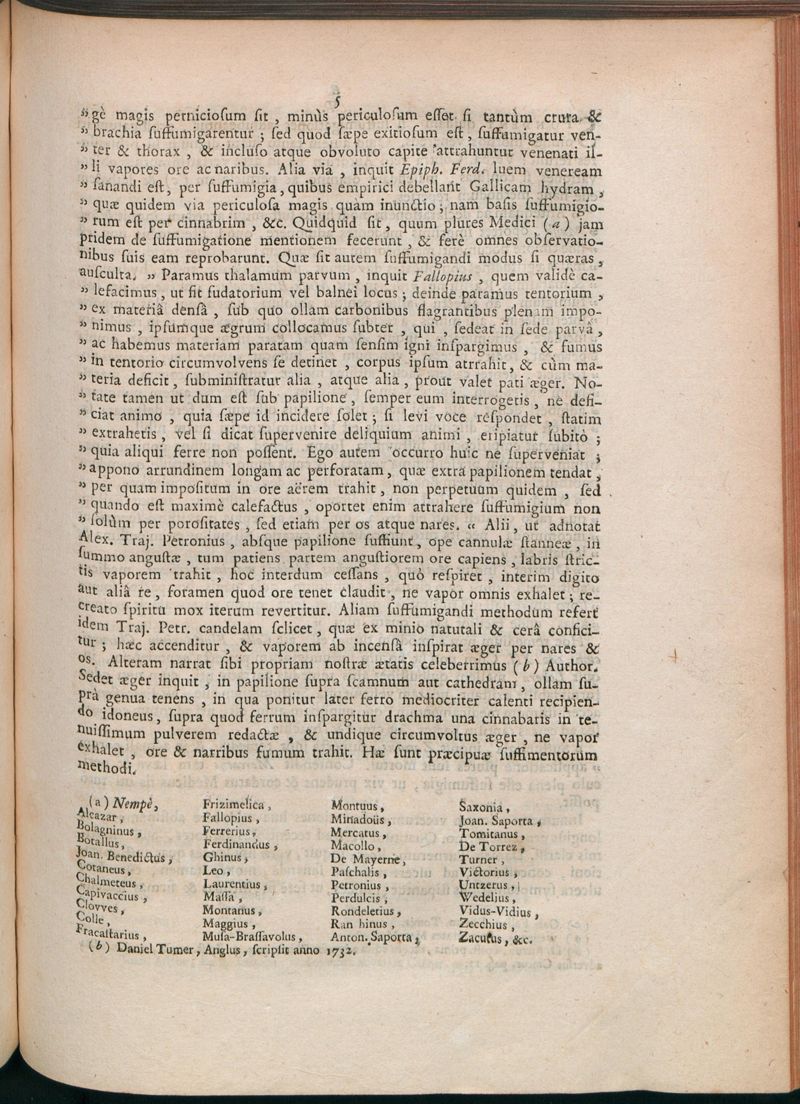 5
” gè magis perniciosum sit, minùs periculosum esset si tantùm crura &
” brachia suffumigarentur ; sed quod sæpe exitiosum est, suffumigatur ven-
” ter & thorax, & incluso atque obvoluto capite attrahuntur venenati il-
” li vapores ore ac naribus. Alia via, inquit Epiph. Ferd. luem veneream
” sanandi est, per suffumigia, quibus empirici debellant Gallicam hydram,
” quæ quidem via periculosa magis quam inunctio ; nam basis suffumigio-
” rum est per cinnabrim, &c. Quidquid sit, quum plures Medici (a) jam
pridem de suffumigatione mentionem fecerunt, & ferè omnes observatio-
nibus suis eam reprobarunt. Quæ sit autem suffumigandi modus si quæras,
ausculta. ” Paramus thalamum parvum, inquit Fallopius, quem validè ca-
” lefacimus, ut sit sudatorium vel balnei locus ; deinde paramus tentorium,
” ex materiâ densâ, sub quo ollam carbonibus flagrantibus plenam impo-
” nimus, ipsumque ægrum collocamus subter, qui, sedeat in sede parvâ,
” ac habemus materiam paratam quam sensim igni inspargimus, & fumus
” in tentorio circumvolvens se detinet, corpus ipsum atrrahit, & cùm ma-
” teria deficit, subministratur alia, atque alia, prout valet pati æger. No-
” tate tamen ut dum est sub papilione, semper eum interrogetis, ne defi-
” ciat animo, quia sæpe id incidere solet ; si levi voce respondet, statim
” extrahetis, vel si dicat supervenire deliquium animi, eripiatur subitò ;
” quia aliqui ferre non possent. Ego autem occurro huic ne superveniat ;
” appono arrundinem longam ac perforatam, quæ extra papilionem tendat,
” per quam impositum in ore aërem trahit, non perpetuum quidem, sed
” quando est maximè calefactus, oportet enim attrahere suffumigium non
” solùm per porositates, sed etiam per os atque nares. « Alii, ut adnotat
Alex. Traj. Petronius, absque papilione suffiunt, ope cannulæ stanneæ, in
summo angustæ, tum patiens partem angustiorem ore capiens, labris stric-
tis vaporem trahit, hoc interdum cessans, quò respiret, interim digito
aut aliâ re, foramen quod ore tenet claudit, ne vapor omnis exhalet ; re-
creato spiritu mox iterum revertitur. Aliam suffumigandi methodum refert
idem Traj. Petr. candelam scilicet, quæ ex minio natutali & cerâ confici-
tur ; hæc accenditur, & vaporem ab incensâ inspirat æger per nares &
os. Alteram narrat sibi propriam nostræ ætatis celeberrimus (b) Author.
Sedet æger inquit, in papilione supra scamnum aut cathedram, ollam su-
prà genua tenens, in qua ponitur later ferro mediocriter calenti recipien-
do idoneus, supra quod ferrum inspargitur drachma una cinnabaris in te-
nuissimum pulverem redactæ, & undique circumvoltus æger, ne vapor
exhalet, ore & narribus fumum trahit. Hæ sunt præcipuæ suffimentorum
methodi.
(a) Nempè,
Alcazar,
Bolagninus,
Botallus,
Joan. Benedictus,
Cotaneus,
Chalmeteus,
Capivaccius,
Clovves,
Colle,
Fracastarius,
Frizimelica,
Fallopius,
Ferrerius,
Ferdinandus,
Ghinus,
Leo,
Laurentius,
Massa,
Montanus,
Maggius,
Musa-Brassavolus,
Montuus,
Minadoüs,
Mercatus,
Macollo,
De Mayerne,
Paschalis,
Petronius,
Perdulcis,
Rondeletius,
Ran hinus,
Anton. Saporta,
Saxonia,
Joan. Saporta,
Tomitanus,
De Torrez,
Turner,
Victorius,
Untzerus,
Wedelius,
Vidus-Vidius,
Zecchius,
Zacutus, &c.
(b) Daniel Turner, Anglus, scripsit anno 1732.